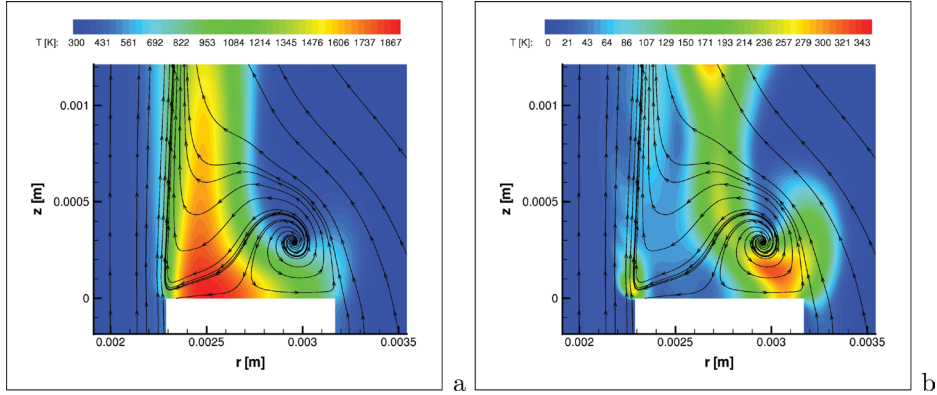 T [K]: 300 431 561 692 822 953 1084 1214 1345 1476 1606 1737 1867
0.001
0.0005
0
z [m]
0.002 0.0025 0.003 0.0035
r [m]
a
T [K]: 0 21 43 64 86 107 129 150 171 193 214 236 257 279 300 321 343
0.001
0.0005
0
z [m]
0.002 0.0025 0.003 0.0035
r [m]
b